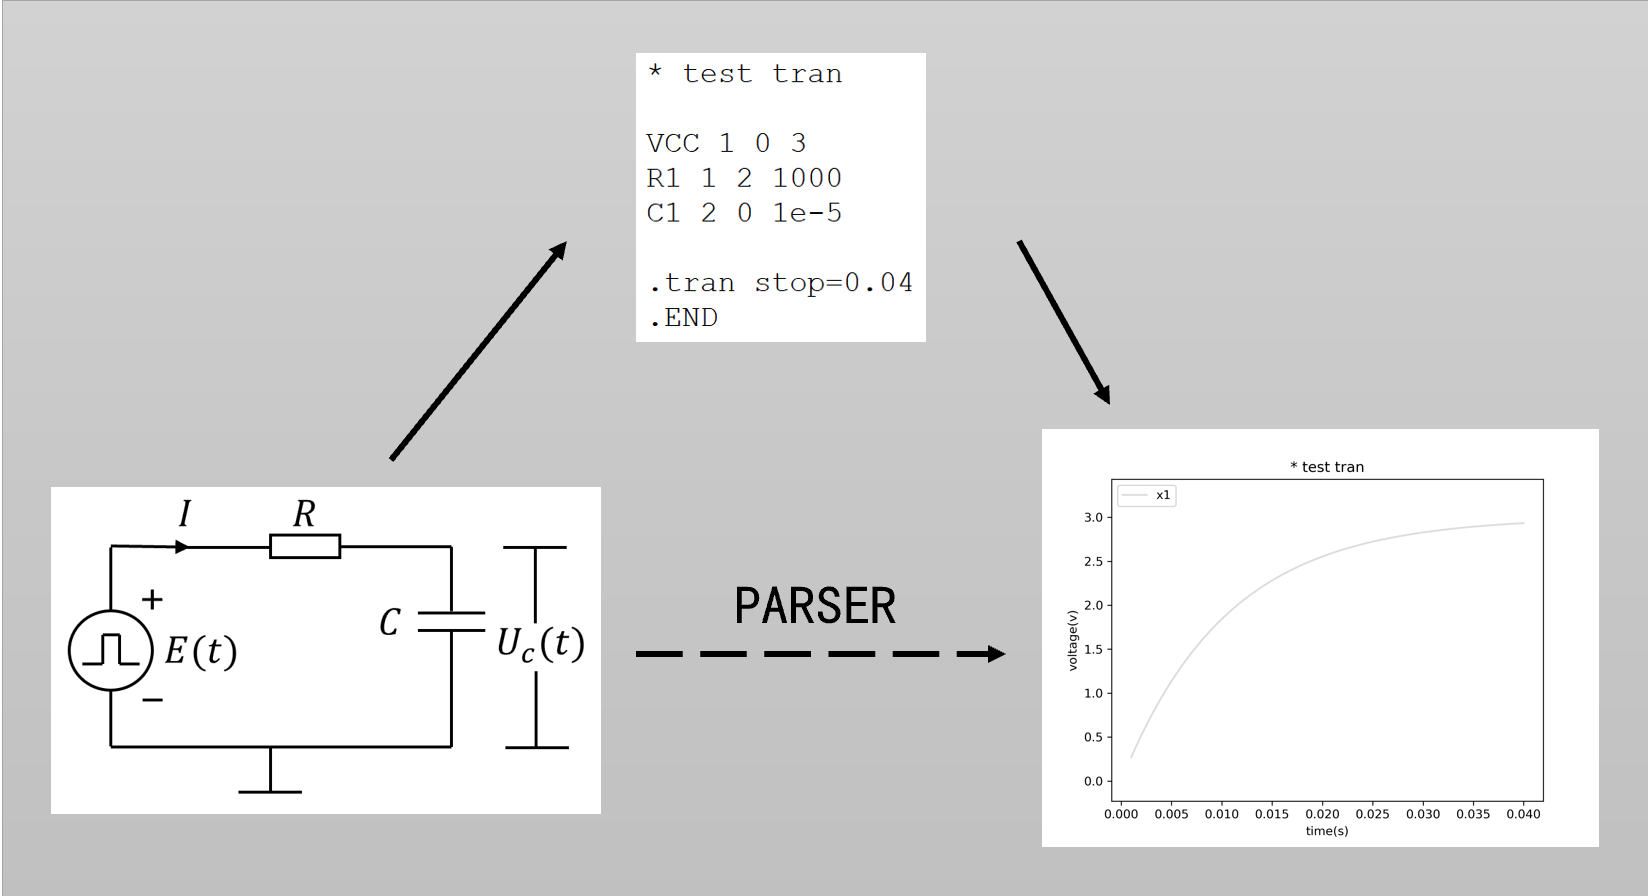 * test tran
VCC 1 0 3
R1 1 2 1000
C1 2 0 1e-5
.tran stop=0.04
.END
I
R
+
E(t)
−
C
U_c(t)
PARSER
* test tran
x1
3.0
2.5
2.0
1.5
1.0
0.5
0.0
voltage(v)
0.000 0.005 0.010 0.015 0.020 0.025 0.030 0.035 0.040
time(s)